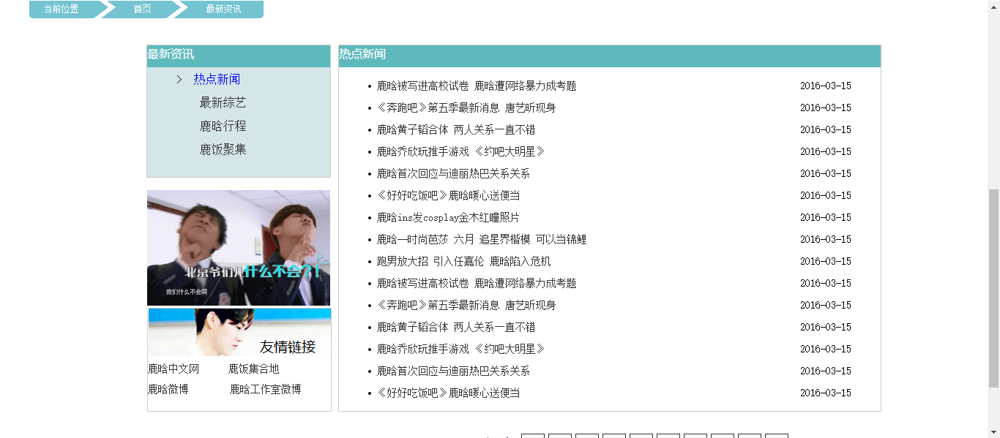 当前位置 首页 最新资讯
最新资讯
热点新闻
最新综艺
鹿晗行程
鹿饭聚集
北京爷们儿什么不会?!
我们什么不会啊
友情链接
鹿晗中文网 鹿饭集合地
鹿晗微博 鹿晗工作室微博
热点新闻
• 鹿晗被写进高校试卷 鹿晗遭网络暴力成考题 2016-03-15
• 《奔跑吧》第五季最新消息 唐艺昕现身 2016-03-15
• 鹿晗黄子韬合体 两人关系一直不错 2016-03-15
• 鹿晗乔欣玩推手游戏 《约吧大明星》 2016-03-15
• 鹿晗首次回应与迪丽热巴关系关系 2016-03-15
• 《好好吃饭吧》鹿晗暖心送便当 2016-03-15
• 鹿晗ins发cosplay金木红瞳照片 2016-03-15
• 鹿晗一时尚芭莎 六月 追星界楷模 可以当锦鲤 2016-03-15
• 跑男放大招 引入任嘉伦 鹿晗陷入危机 2016-03-15
• 鹿晗被写进高校试卷 鹿晗遭网络暴力成考题 2016-03-15
• 《奔跑吧》第五季最新消息 唐艺昕现身 2016-03-15
• 鹿晗黄子韬合体 两人关系一直不错 2016-03-15
• 鹿晗乔欣玩推手游戏 《约吧大明星》 2016-03-15
• 鹿晗首次回应与迪丽热巴关系关系 2016-03-15
• 《好好吃饭吧》鹿晗暖心送便当 2016-03-15